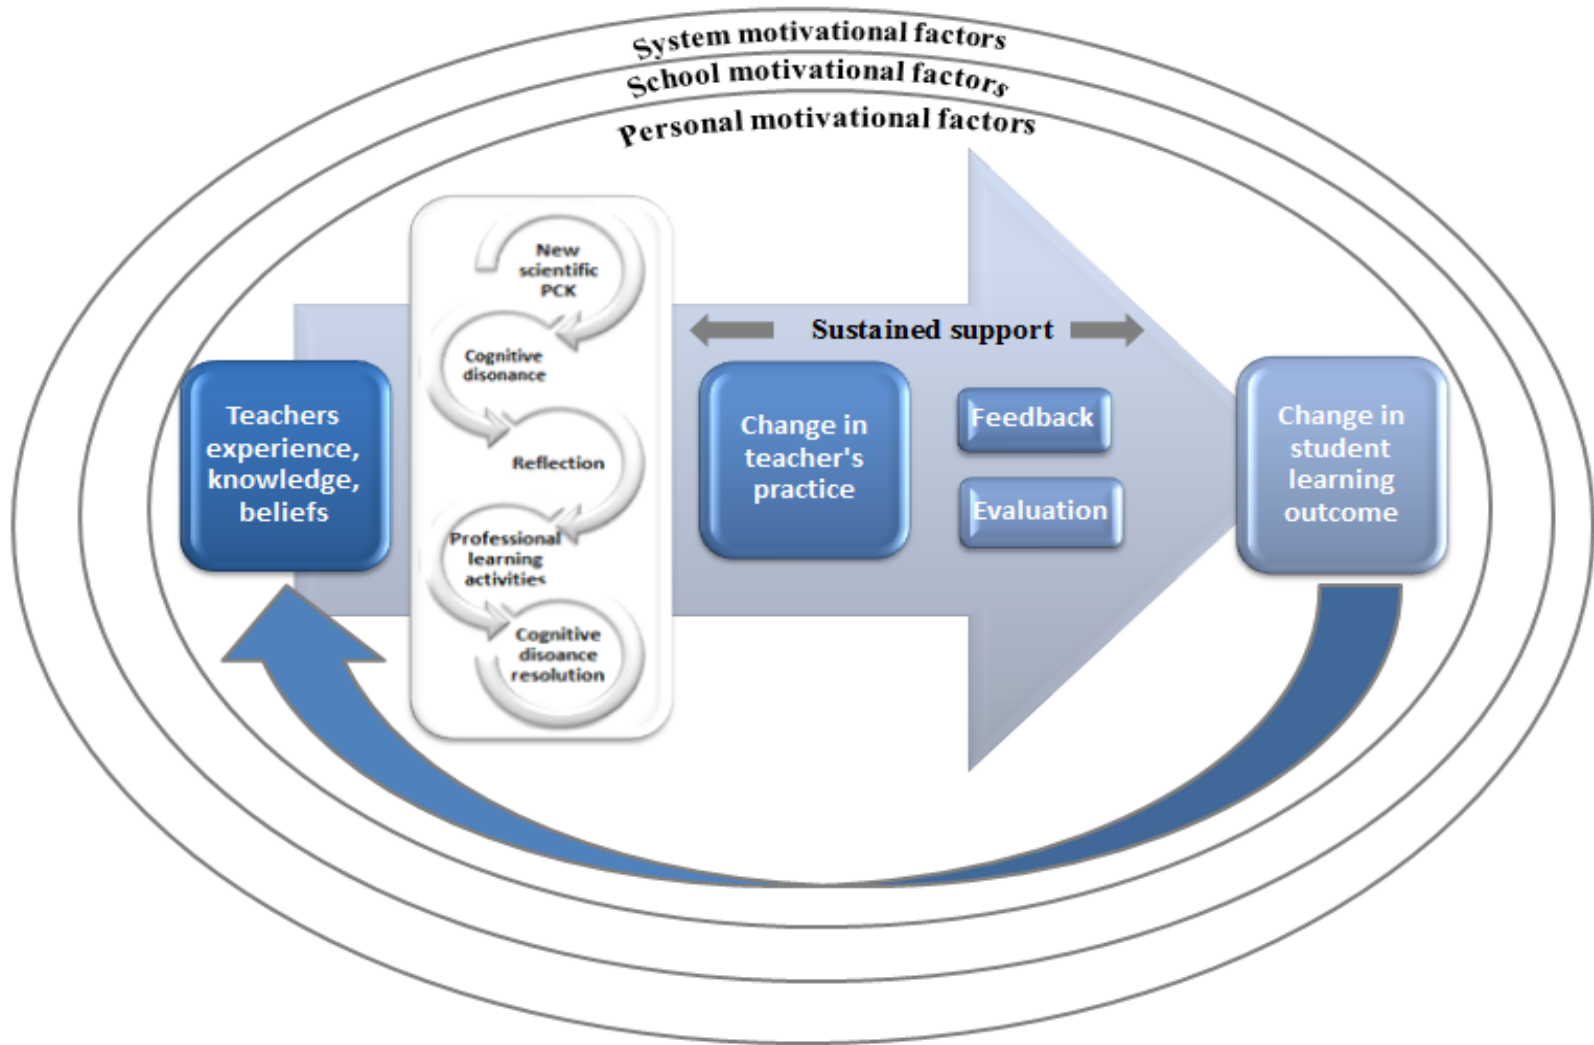 System motivational factors
School motivational factors
Personal motivational factors
New
scientific
PCK
Cognitive
disonance
Reflection
Professional
learning
activities
Cognitive
disoance
resolution
Teachers
experience,
knowledge,
beliefs
Sustained support
Change in
teacher's
practice
Feedback
Evaluation
Change in
student
learning
outcome